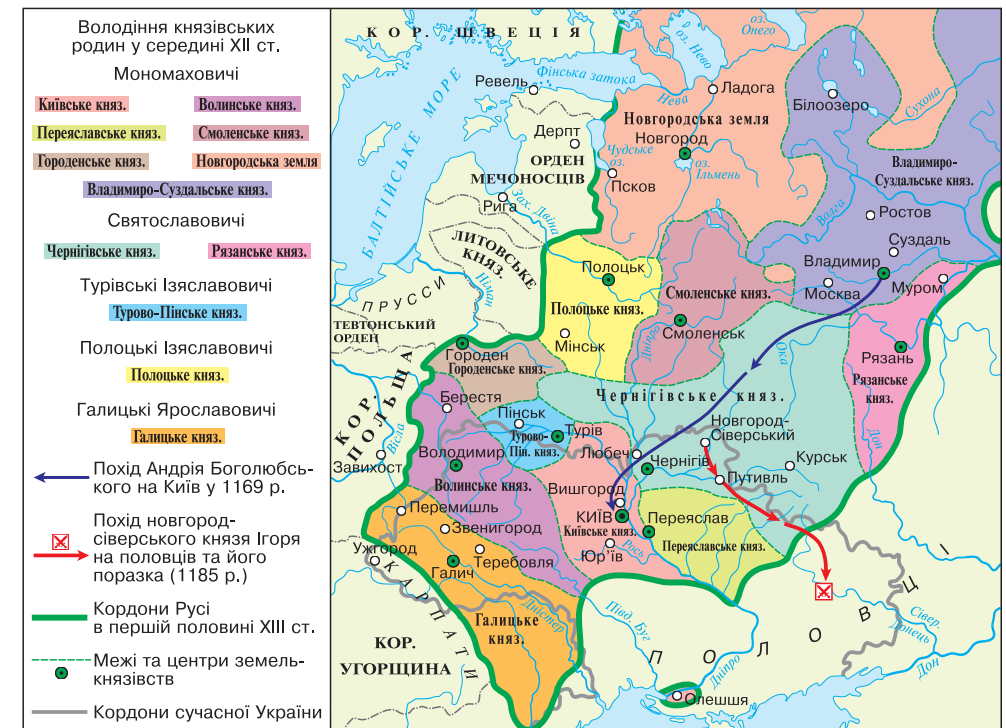 Володіння князівських
родин у середині XII ст.
Мономаховичі
Київське княз.
Волинське княз.
Переяславське княз.
Смоленське княз.
Городенське княз.
Новгородська земля
Владимиро-Суздальське княз.
Святославовичі
Чернігівське княз.
Рязанське княз.
Турівські Ізяславовичі
Турово-Пінське княз.
Полоцькі Ізяславовичі
Полоцьке княз.
Галицькі Ярославовичі
Галицьке княз.
Похід Андрія Боголюбсь-
кого на Київ у 1169 р.
Похід новгород-
сіверського князя Ігоря
на половців та його
поразка (1185 р.)
Кордони Русі
в першій половині XIII ст.
Межі та центри земель-
князівств
Кордони сучасної України
КОР. ШВЕЦІЯ
оз.
Онего
оз. Нево
Ревель
Фінська затока
Нева
Ладога
Білоозеро
Сухона
БАЛТІЙСЬКЕ МОРЕ
Новгородська земля
Новгород
Дерпт
ОРДЕН
МЕЧОНОСЦІВ
Чудське
оз.
оз.
Ільмень
Псков
Владимиро-
Суздальське княз.
Рига
Зах. Двіна
Волга
Ростов
Суздаль
ЛИТОВСЬКЕ
КНЯЗ.
Полоцьк
Владимир
Муром
Москва
Німан
ПРУССИ
Полоцьке
княз.
Смоленське княз.
ТЕВТОНСЬКИЙ
ОРДЕН
Мінськ
Дніпро
Смоленськ
Ока
Рязань
Рязанське
княз.
Городен
Городенське княз.
КОР.
ПОЛЬЩА
Берестя
Чернігівське княз.
Пінськ
Турів
Турово-
Пін. княз.
Новгород-
Сіверський
Дон
Вісла
Завихост
Володимир
Любеч
Чернігів
Курськ
Волинське княз.
Путивль
Вишгород
Перемишль
КИЇВ
Переяслав
Звенигород
Київське княз.
Переяславське княз.
Ужгород
Рось
Юр'їв
Теребовля
Галич
КАРПАТИ
Дністер
Півд. Буг
ПОЛОВЦІ
Сівер.
Донець
Галицьке
княз.
КОР.
УГОРЩИНА
Дніпро
Дон
Олешшя